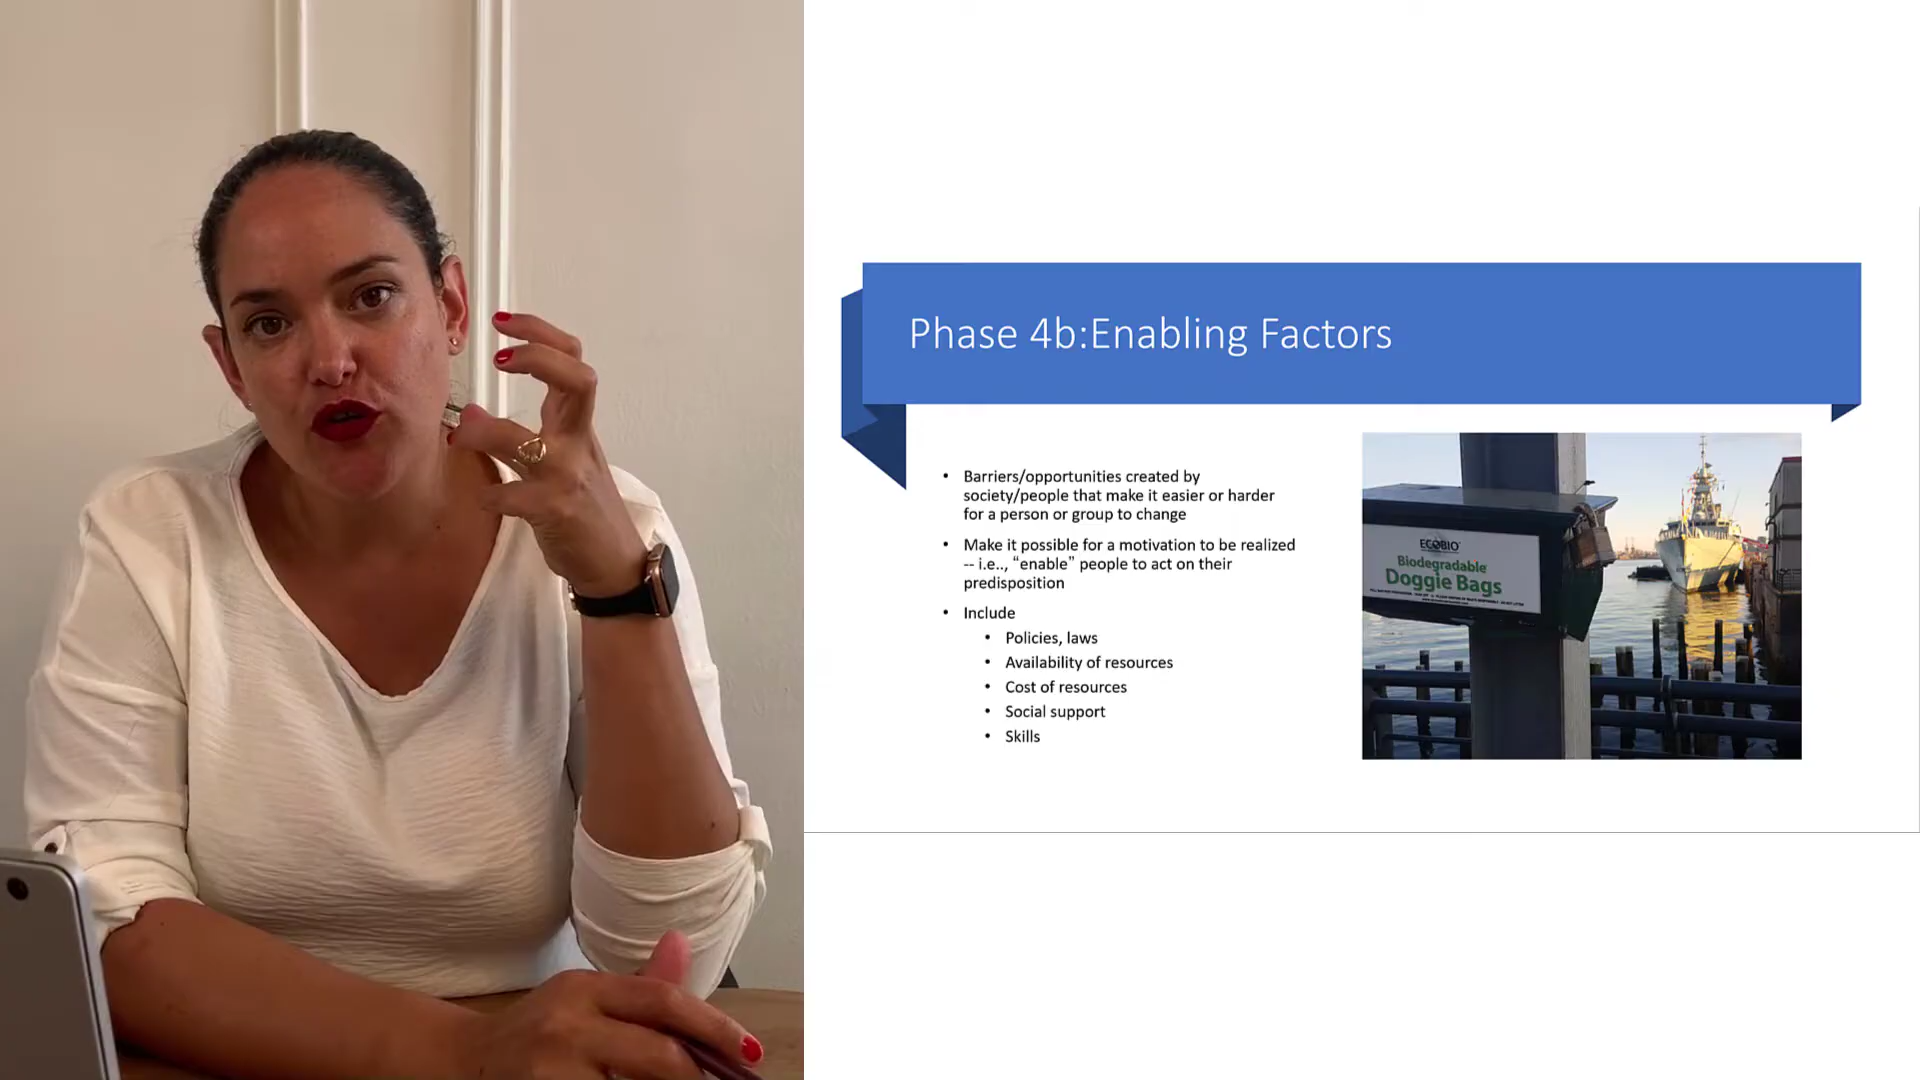 Phase 4b:Enabling Factors
• Barriers/opportunities created by
society/people that make it easier or harder
for a person or group to change
• Make it possible for a motivation to be realized
-- i.e.., “enable” people to act on their
predisposition
• Include
• Policies, laws
• Availability of resources
• Cost of resources
• Social support
• Skills
ECOBIO
Biodegradable
Doggie Bags